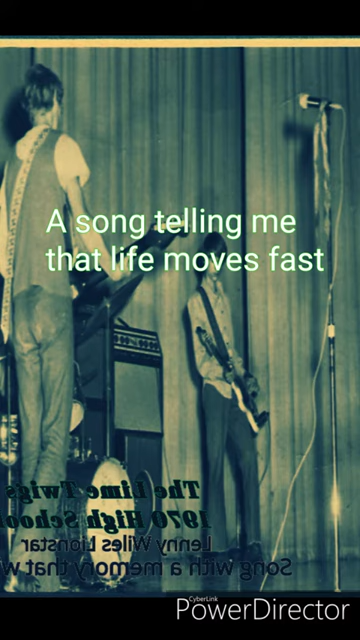 A song telling me
that life moves fast
The Lime Twigs
1970 High School
Lenny Wiles Lionstar
Song with a memory that w
CyberLink
PowerDirector